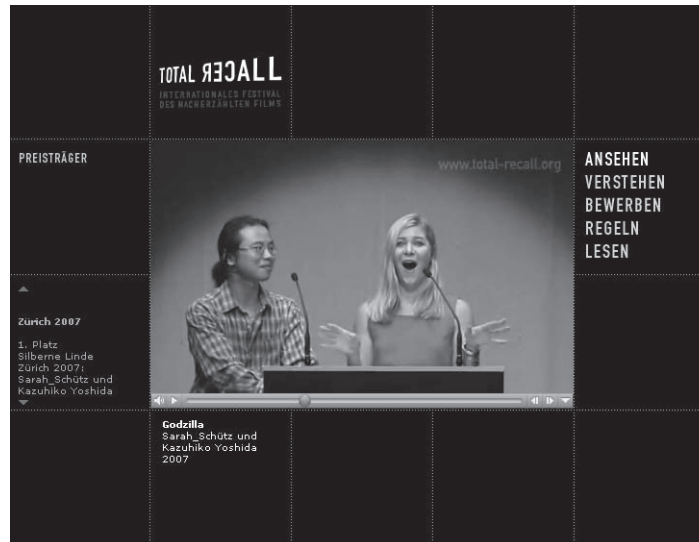 TOTAL RECALL
INTERNATIONALES FESTIVAL
DES NACHERZÄHLTEN FILMS
PREISTRÄGER
www.total-recall.org
ANSEHEN
VERSTEHEN
BEWERBEN
REGELN
LESEN
Zürich 2007
1. Platz
Silberne Linde
Zürich 2007:
Sarah_Schütz und
Kazuhiko Yoshida
Godzilla
Sarah_Schütz und
Kazuhiko Yoshida
2007